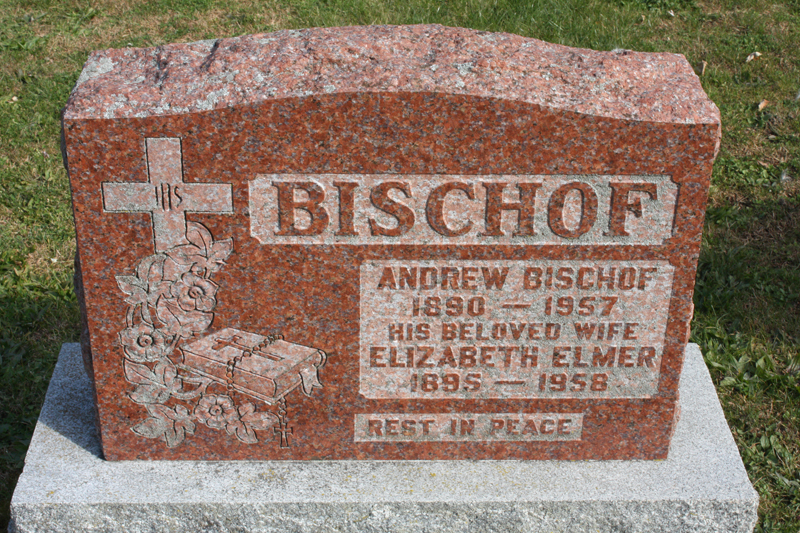 IHS
BISCHOF
ANDREW BISCHOF
1890 — 1957
HIS BELOVED WIFE
ELIZABETH ELMER
1895 — 1958
REST IN PEACE